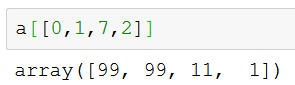 a[[0,1,7,2]]
array([99, 99, 11,  1])